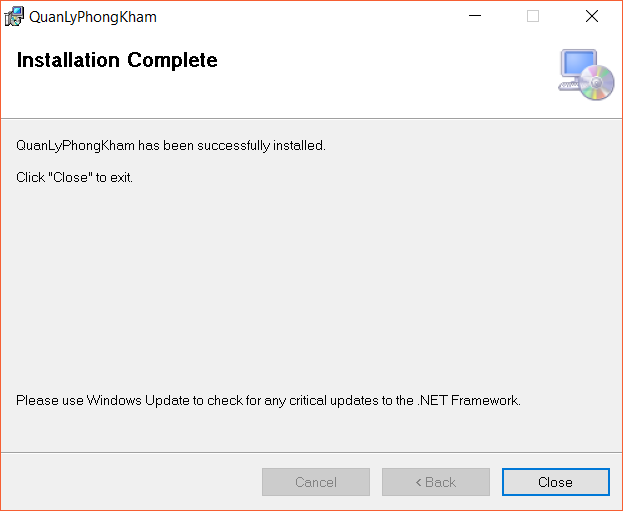 QuanLyPhongKham
Installation Complete
QuanLyPhongKham has been successfully installed.
Click "Close" to exit.
Please use Windows Update to check for any critical updates to the .NET Framework.
Cancel
< Back
Close